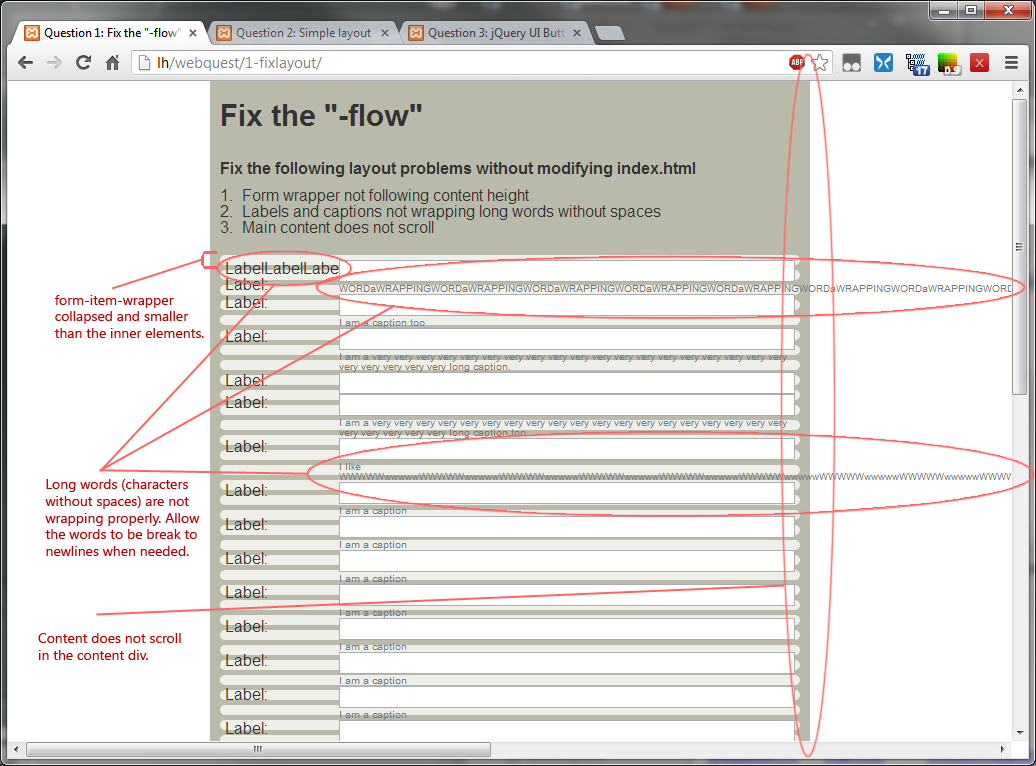 Question 1: Fix the "-flow"
Question 2: Simple layout
Question 3: jQuery UI Butt
lh/webquest/1-fixlayout/
ABP
17
0.9
X
Fix the "-flow"
Fix the following layout problems without modifying index.html
1. Form wrapper not following content height
2. Labels and captions not wrapping long words without spaces
3. Main content does not scroll
LabelLabelLabe
Label:
WORDaWRAPPINGWORDaWRAPPINGWORDaWRAPPINGWORDaWRAPPINGWORDaWRAPPINGWORDaWRAPPINGWORDaWRAPPINGWORD
Label:
I am a caption too
Label:
I am a very very very very very very very very very very very very very very very very very very very
very very very very very long caption.
Label:
Label:
I am a very very very very very very very very very very very very very very very very very very very
very very very very very long caption too
Label:
I like
Label:
I am a caption
Label:
I am a caption
Label:
I am a caption
Label:
I am a caption
Label:
I am a caption
Label:
I am a caption
Label:
I am a caption
Label:
form-item-wrapper
collapsed and smaller
than the inner elements.
Long words (characters
without spaces) are not
wrapping properly. Allow
the words to be break to
newlines when needed.
Content does not scroll
in the content div.